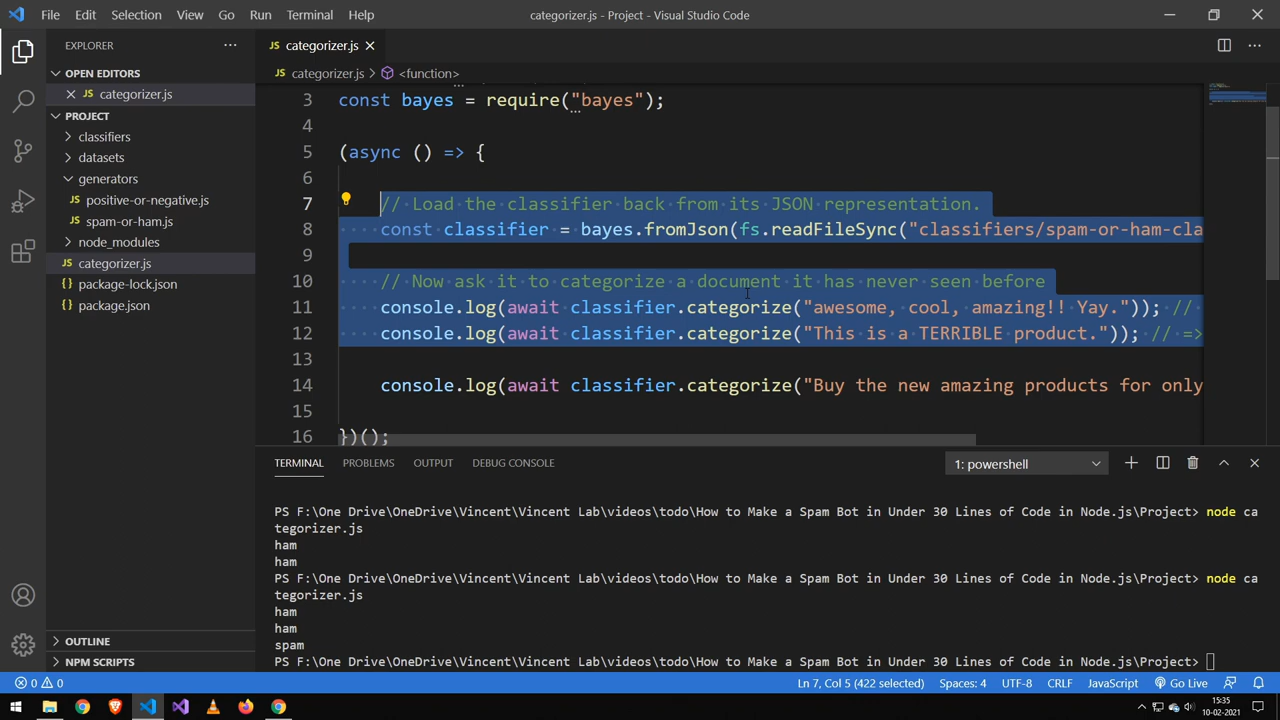 File Edit Selection View Go Run Terminal Help categorizer.js - Project - Visual Studio Code
EXPLORER
JS categorizer.js
OPEN EDITORS
JS categorizer.js > <function>
JS categorizer.js
PROJECT
classifiers
datasets
generators
JS positive-or-negative.js
JS spam-or-ham.js
node_modules
JS categorizer.js
package-lock.json
package.json
OUTLINE
NPM SCRIPTS
3 const bayes = require("bayes");
4
5 (async () => {
6
7 // Load the classifier back from its JSON representation.
8 const classifier = bayes.fromJson(fs.readFileSync("classifiers/spam-or-ham-cla
9
10 // Now ask it to categorize a document it has never seen before
11 console.log(await classifier.categorize("awesome, cool, amazing!! Yay.")); //
12 console.log(await classifier.categorize("This is a TERRIBLE product.")); // =>
13
14 console.log(await classifier.categorize("Buy the new amazing products for only
15
16 })();
TERMINAL PROBLEMS OUTPUT DEBUG CONSOLE 1: powershell
PS F:\One Drive\OneDrive\Vincent\Vincent Lab\videos\todo\How to Make a Spam Bot in Under 30 Lines of Code in Node.js\Project> node ca
tegorizer.js
ham
ham
PS F:\One Drive\OneDrive\Vincent\Vincent Lab\videos\todo\How to Make a Spam Bot in Under 30 Lines of Code in Node.js\Project> node ca
tegorizer.js
ham
ham
spam
PS F:\One Drive\OneDrive\Vincent\Vincent Lab\videos\todo\How to Make a Spam Bot in Under 30 Lines of Code in Node.js\Project>
0 0 Ln 7, Col 5 (422 selected) Spaces: 4 UTF-8 CRLF JavaScript Go Live
15:35
10-02-2021